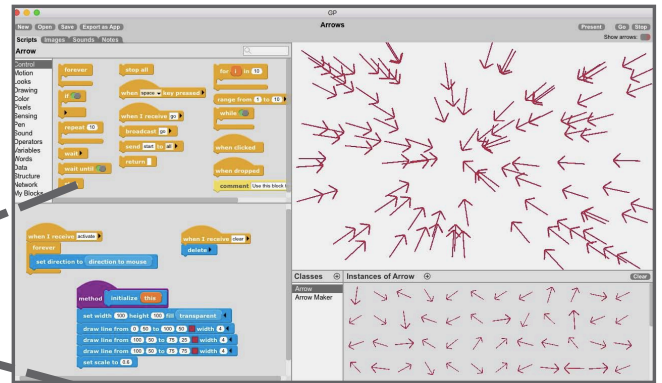 GP
New Open Save Export as App
Arrows
Present Go Stop
Scripts Images Sounds Notes
Show arrows:
Arrow
Control
Motion
Looks
Drawing
Color
Pixels
Sensing
Pen
Sound
Operators
Variables
Words
Data
Structure
Network
My Blocks
forever
if
repeat 10
wait
wait until
stop all
when space key pressed
when I receive go
broadcast go
send start to all
return
for i in 10
range from 1 to 10
while
when clicked
when dropped
comment Use this block t
when I receive activate
forever
set direction to direction to mouse
when I receive clear
delete
method initialize this
set width 100 height 100 fill transparent
draw line from 0 50 to 100 50 width 4
draw line from 100 50 to 75 25 width 4
draw line from 100 50 to 75 75 width 4
set scale to 0.6
Classes Instances of Arrow Clear
Arrow
Arrow Maker